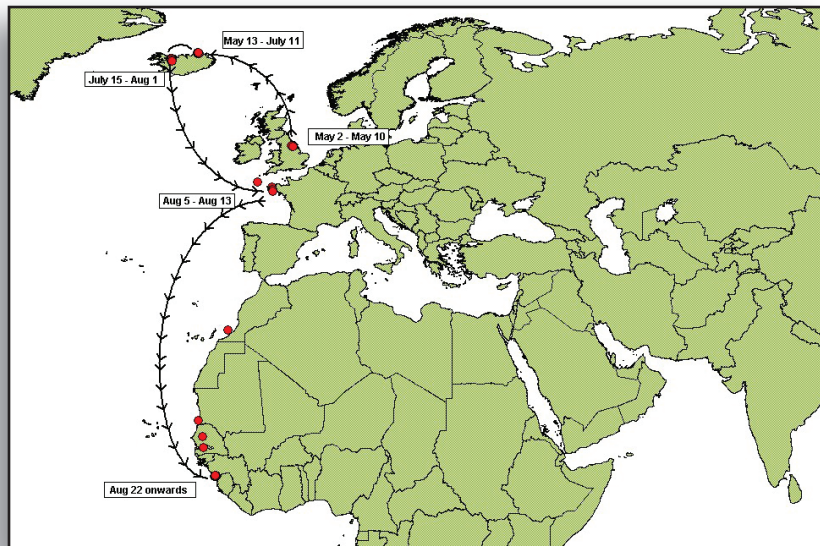 May 13 - July 11
July 15 - Aug 1
May 2 - May 10
Aug 5 - Aug 13
Aug 22 onwards